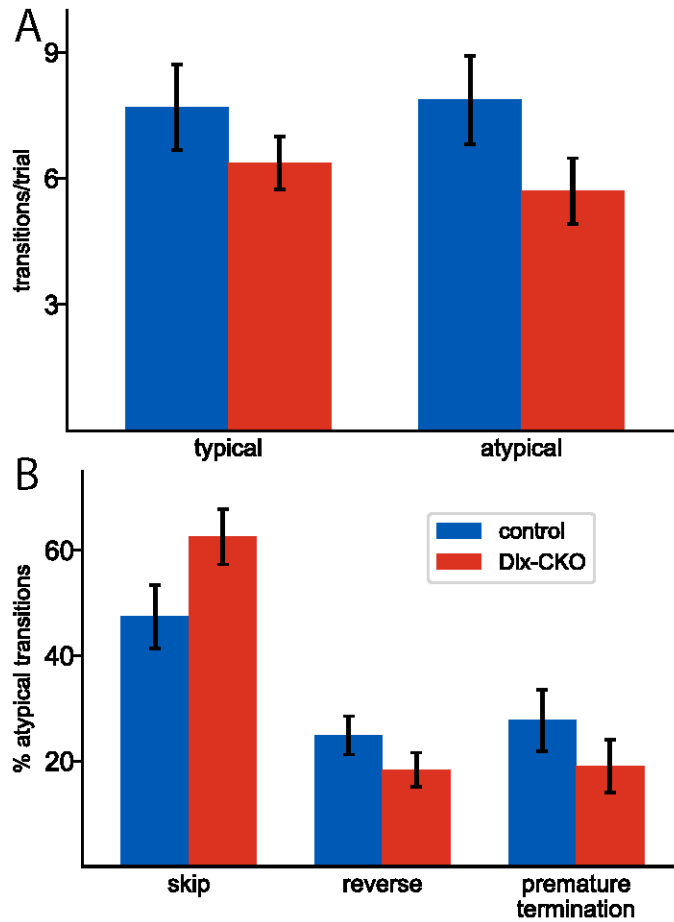 A
9
6
3
transitions/trial
typical
atypical
B
60
40
20
% atypical transitions
control
Dlx-CKO
skip
reverse
premature
termination